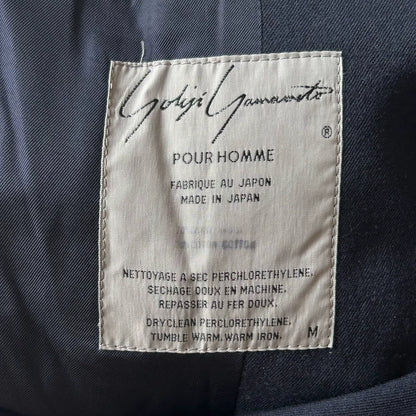 Yohji Yamamoto
®
POUR HOMME
FABRIQUE AU JAPON
MADE IN JAPAN
COTTON
NETTOYAGE A SEC PERCHLORETHYLENE.
SECHAGE DOUX EN MACHINE.
REPASSER AU FER DOUX.
DRYCLEAN PERCLORETHYLENE.
TUMBLE WARM. WARM IRON.
M